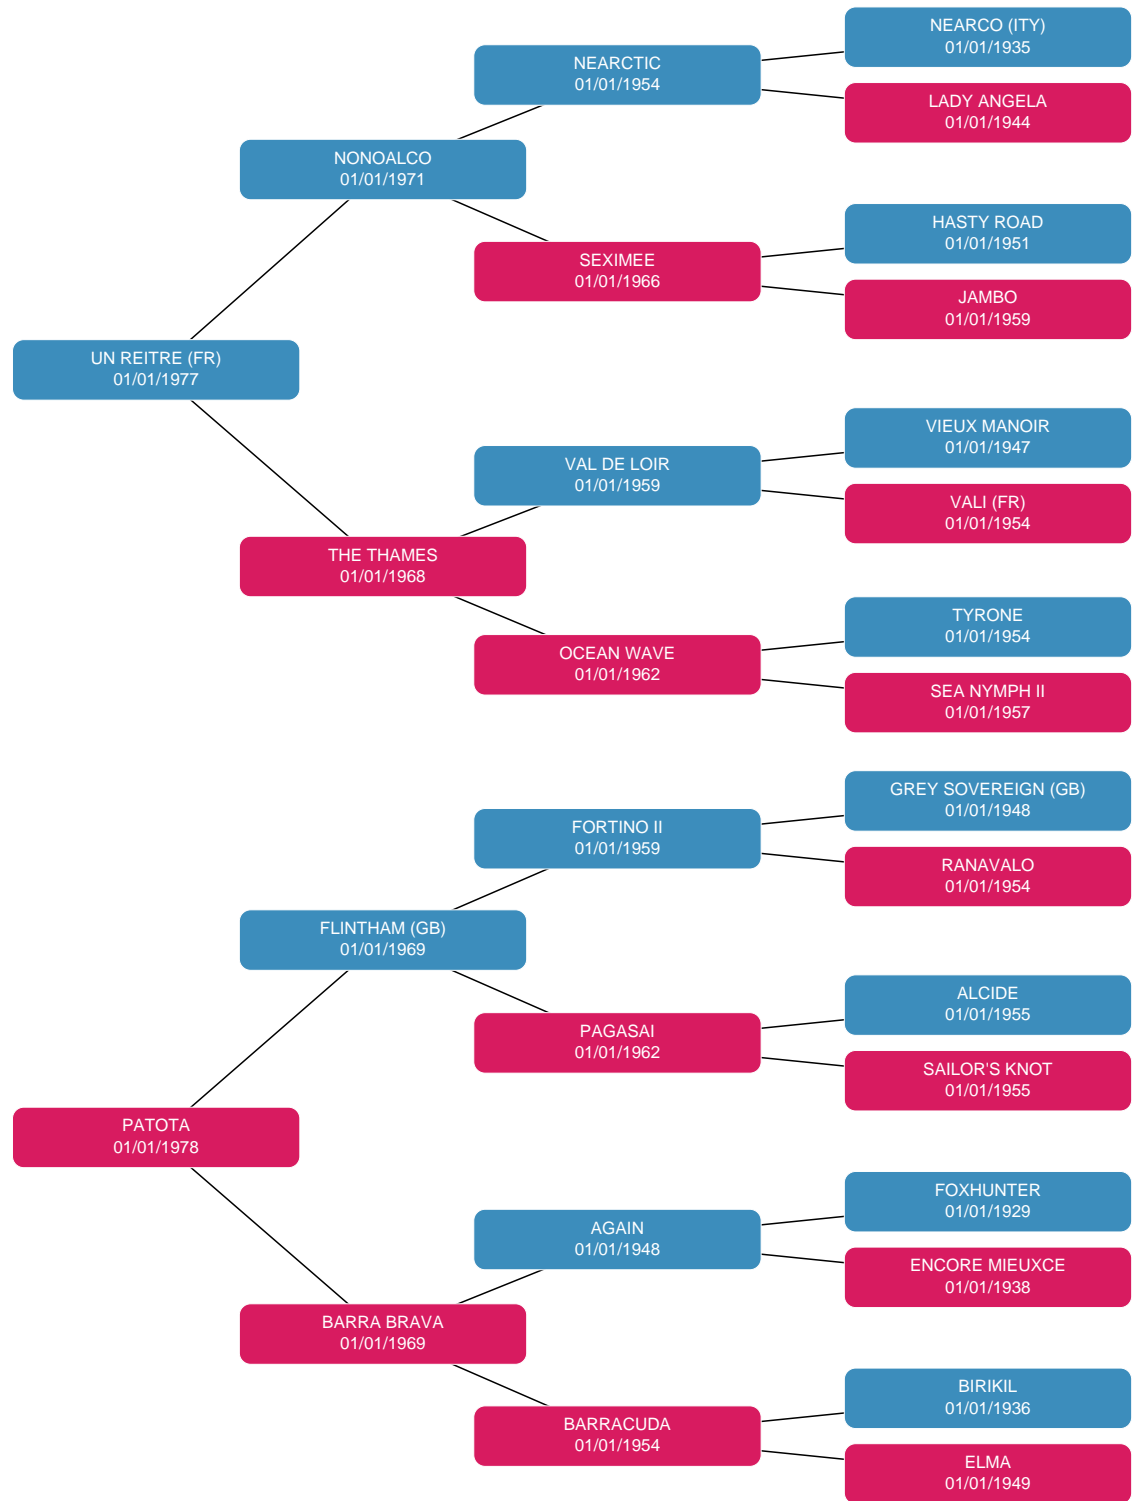 NEARCO (ITY)
01/01/1935
NEARCTIC
01/01/1954
LADY ANGELA
01/01/1944
NONOALCO
01/01/1971
HASTY ROAD
01/01/1951
SEXIMEE
01/01/1966
JAMBO
01/01/1959
UN REITRE (FR)
01/01/1977
VIEUX MANOIR
01/01/1947
VAL DE LOIR
01/01/1959
VALI (FR)
01/01/1954
THE THAMES
01/01/1968
TYRONE
01/01/1954
OCEAN WAVE
01/01/1962
SEA NYMPH II
01/01/1957
GREY SOVEREIGN (GB)
01/01/1948
FORTINO II
01/01/1959
RANAVALO
01/01/1954
FLINTHAM (GB)
01/01/1969
ALCIDE
01/01/1955
PAGASAI
01/01/1962
SAILOR'S KNOT
01/01/1955
PATOTA
01/01/1978
FOXHUNTER
01/01/1929
AGAIN
01/01/1948
ENCORE MIEUXCE
01/01/1938
BARRA BRAVA
01/01/1969
BIRIKIL
01/01/1936
BARRACUDA
01/01/1954
ELMA
01/01/1949